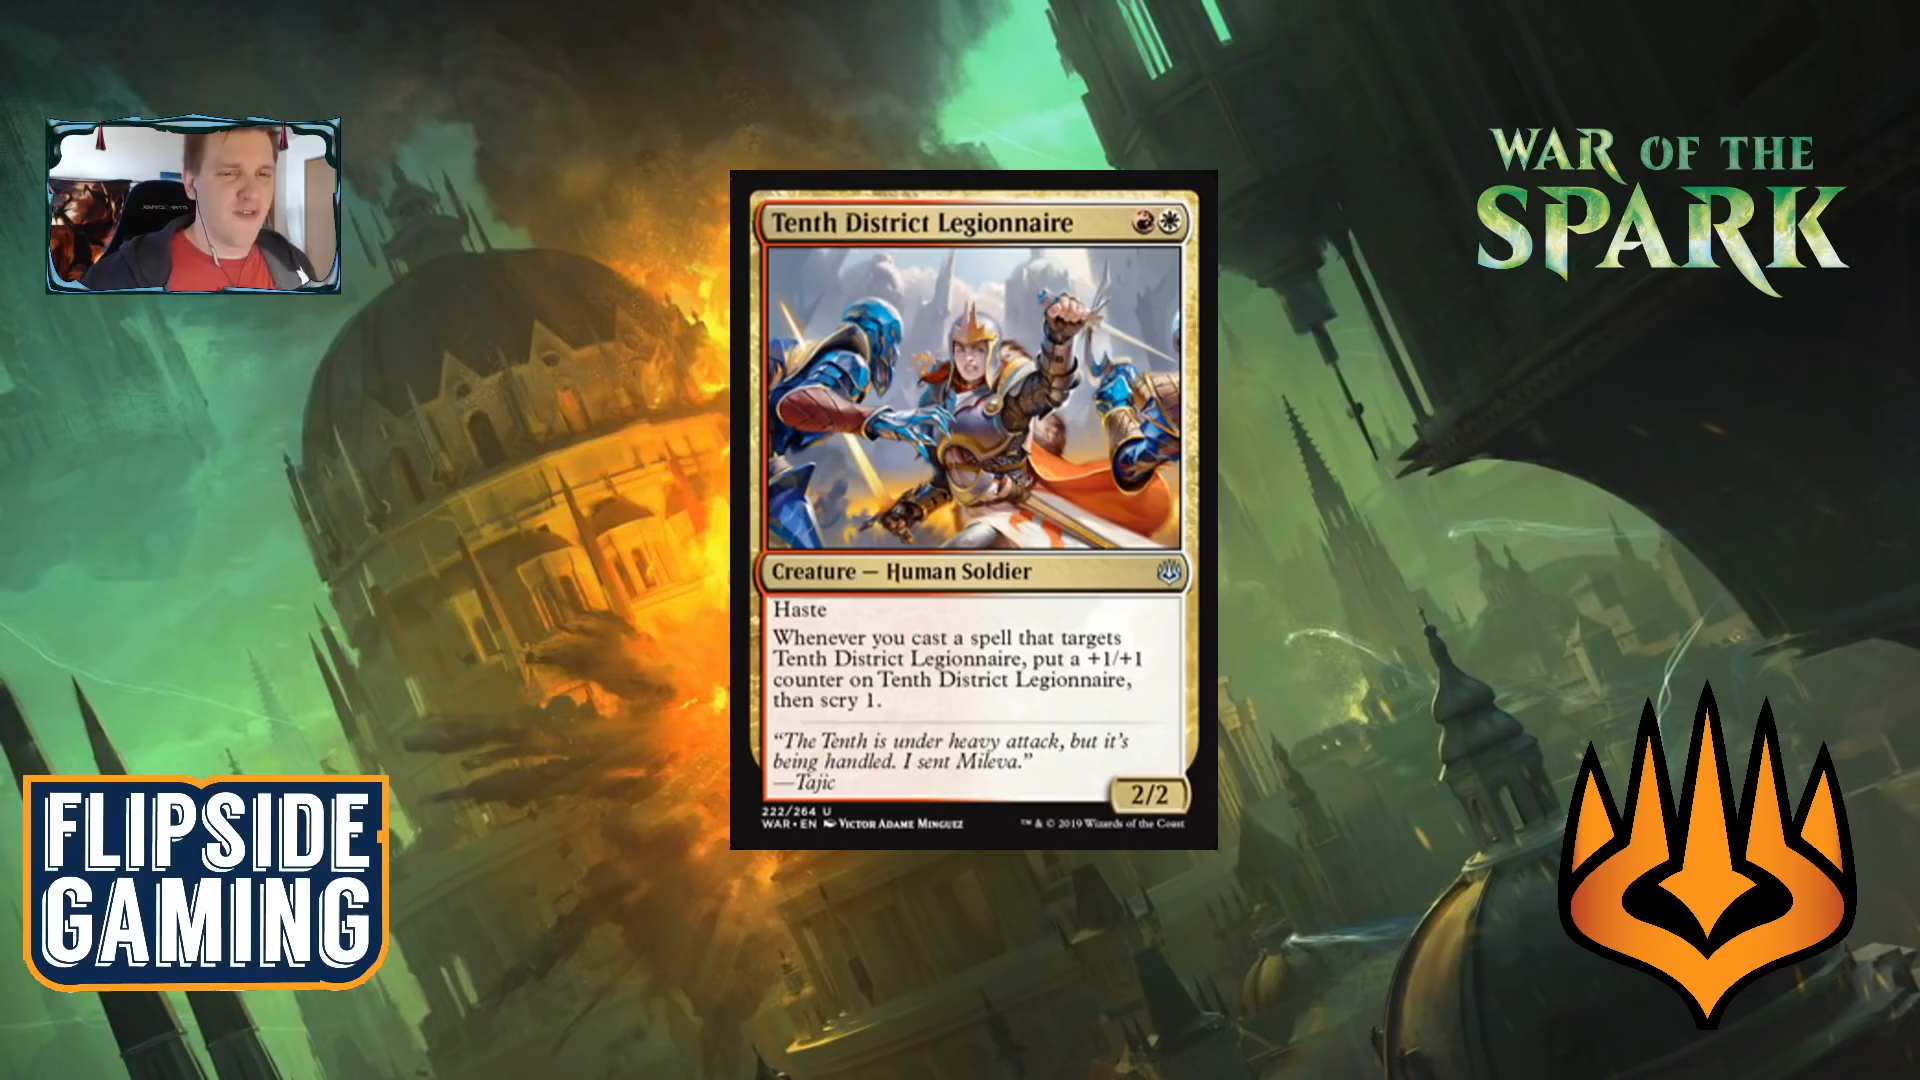 WAR OF THE
SPARK
Tenth District Legionnaire
Creature — Human Soldier
Haste
Whenever you cast a spell that targets
Tenth District Legionnaire, put a +1/+1
counter on Tenth District Legionnaire,
then scry 1.
“The Tenth is under heavy attack, but it’s
being handled. I sent Mileva.”
—Tajic
2/2
222/264 U
WAR • EN Victor Adame Minguez
™ & © 2019 Wizards of the Coast
FLIPSIDE
GAMING